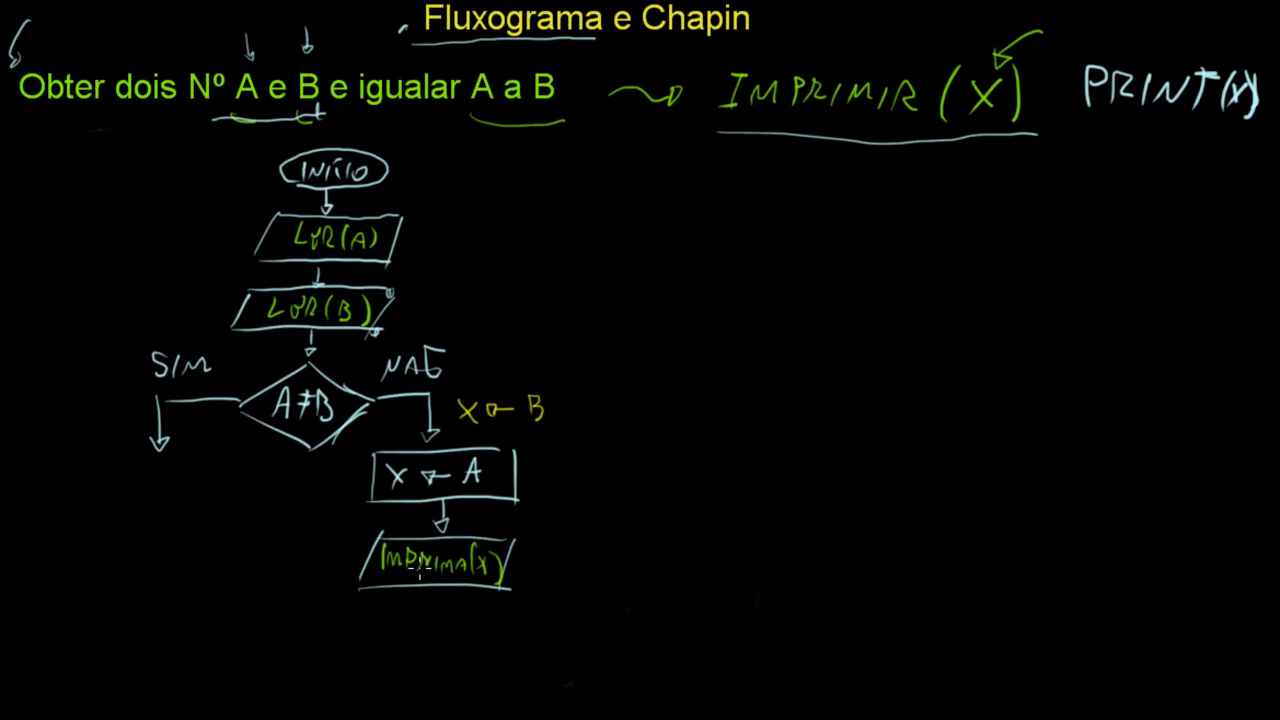 Fluxograma e Chapin
Obter dois Nº A e B e igualar A a B
IMPRIMIR (X)
PRINT(X)
INÍCIO
LER(A)
LER(B)
SIM
NÃO
A≠B
X ← B
X ← A
IMPRIMA(X)